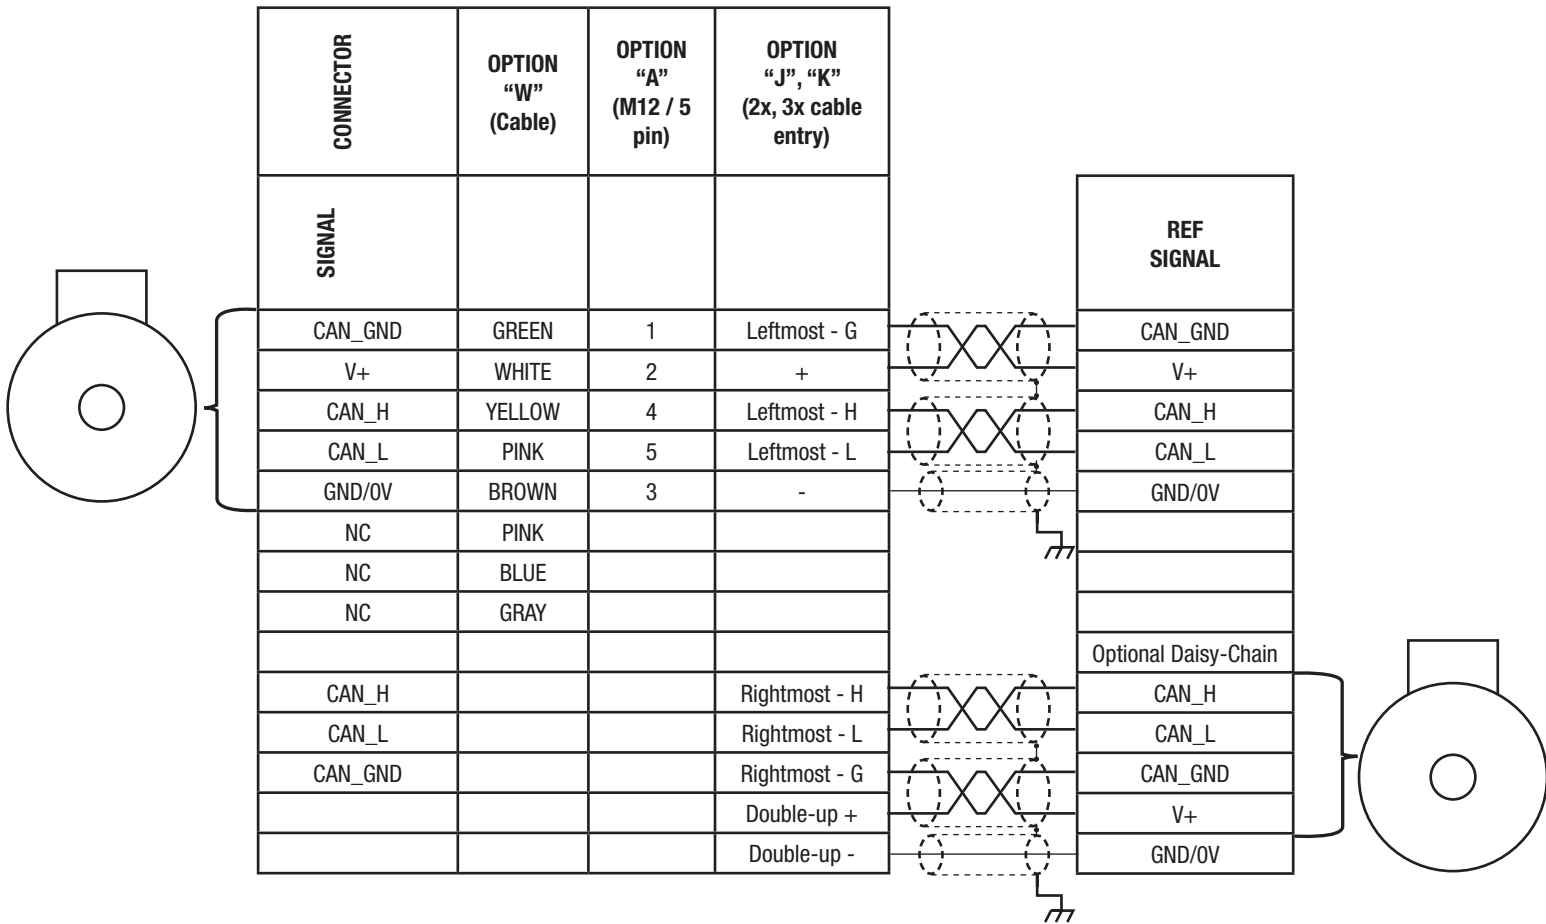 CONNECTOR
OPTION
“W”
(Cable)
OPTION
“A”
(M12 / 5
pin)
OPTION
“J”, “K”
(2x, 3x cable
entry)
SIGNAL
REF
SIGNAL
CAN_GND GREEN 1 Leftmost - G CAN_GND
V+ WHITE 2 + V+
CAN_H YELLOW 4 Leftmost - H CAN_H
CAN_L PINK 5 Leftmost - L CAN_L
GND/0V BROWN 3 - GND/0V
NC PINK
NC BLUE
NC GRAY
Optional Daisy-Chain
CAN_H Rightmost - H CAN_H
CAN_L Rightmost - L CAN_L
CAN_GND Rightmost - G CAN_GND
Double-up + V+
Double-up - GND/0V